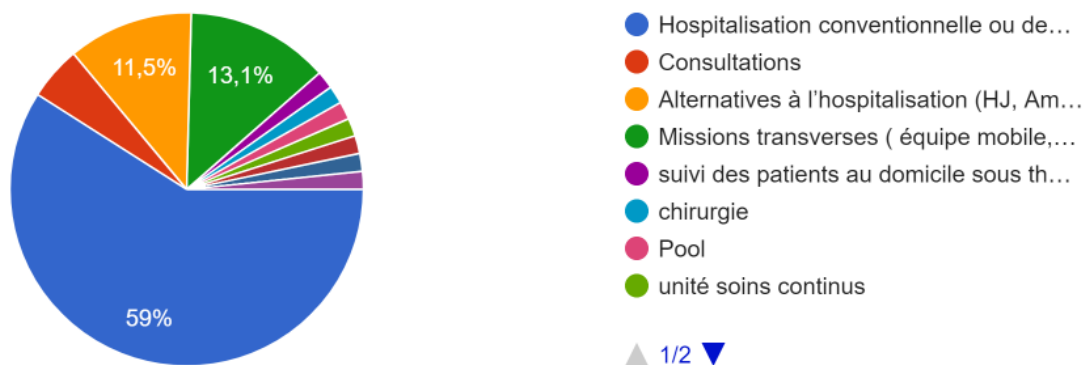 11,5%
13,1%
59%
Hospitalisation conventionnelle ou de…
Consultations
Alternatives à l’hospitalisation (HJ, Am…
Missions transverses ( équipe mobile,…
suivi des patients au domicile sous th…
chirurgie
Pool
unité soins continus
1/2